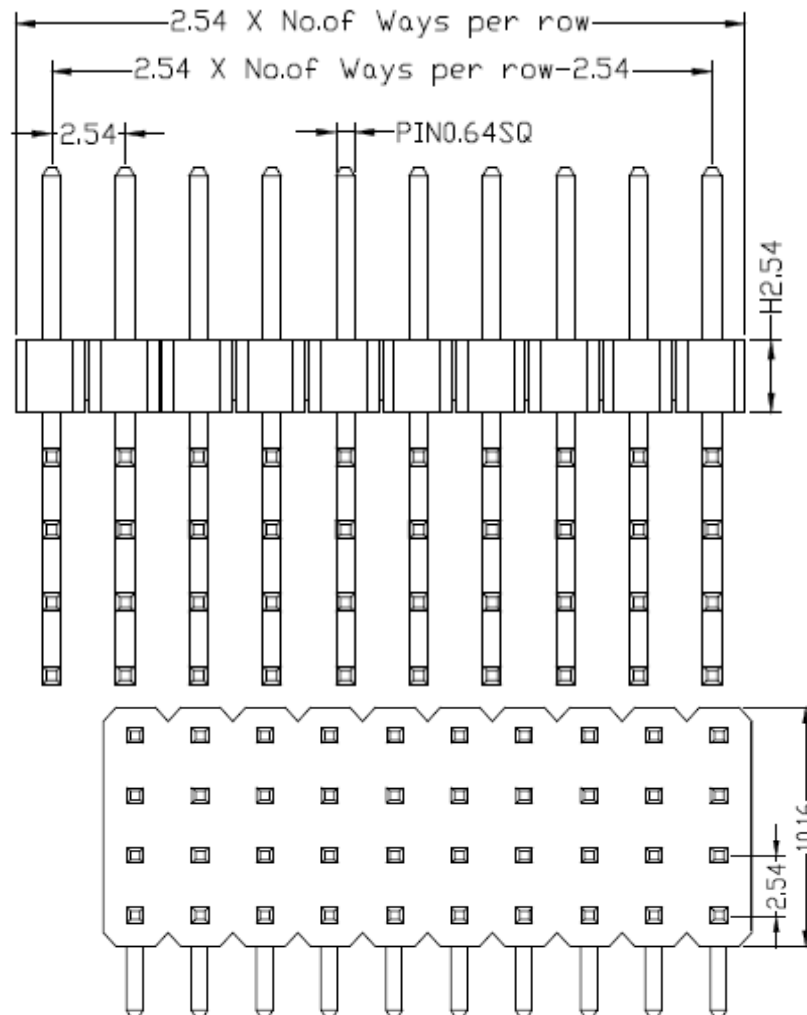 2.54 X No.of Ways per row
2.54 X No.of Ways per row-2.54
2.54
PIN0.64SQ
H2.54
10.16
2.54